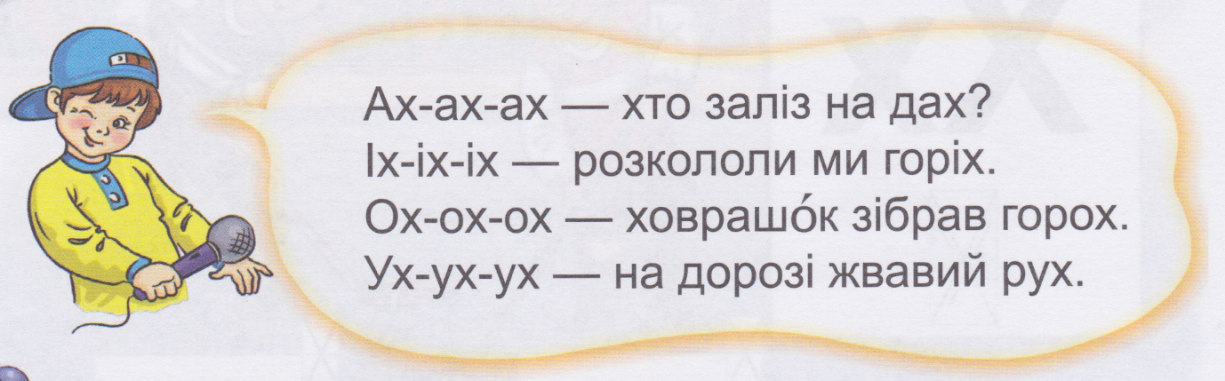 Ах-ах-ах — хто заліз на дах?
Іх-іх-іх — розкололи ми горіх.
Ох-ох-ох — ховрашо́к зібрав горох.
Ух-ух-ух — на дорозі жвавий рух.